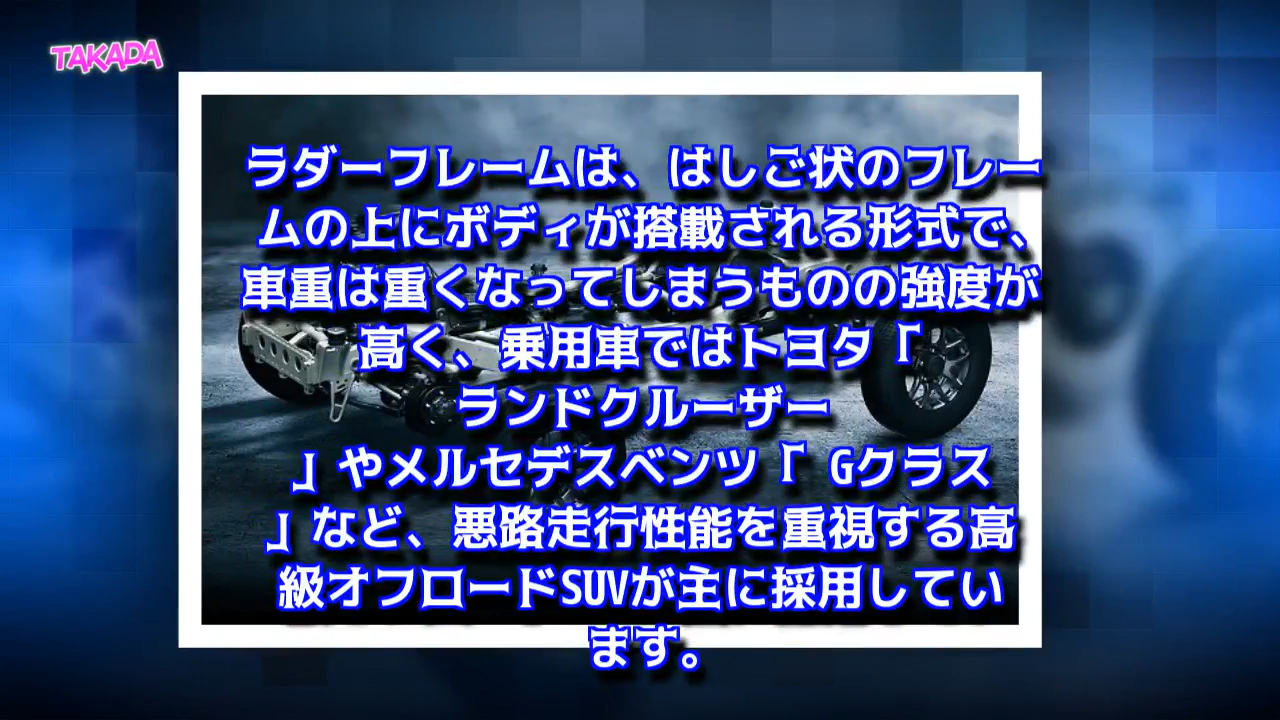 TAKADA
ラダーフレームは、はしご状のフレー
ムの上にボディが搭載される形式で、
車重は重くなってしまうものの強度が
高く、乗用車ではトヨタ「
ランドクルーザー
」やメルセデスベンツ「 Gクラス
」など、悪路走行性能を重視する高
級オフロードSUVが主に採用してい
ます。